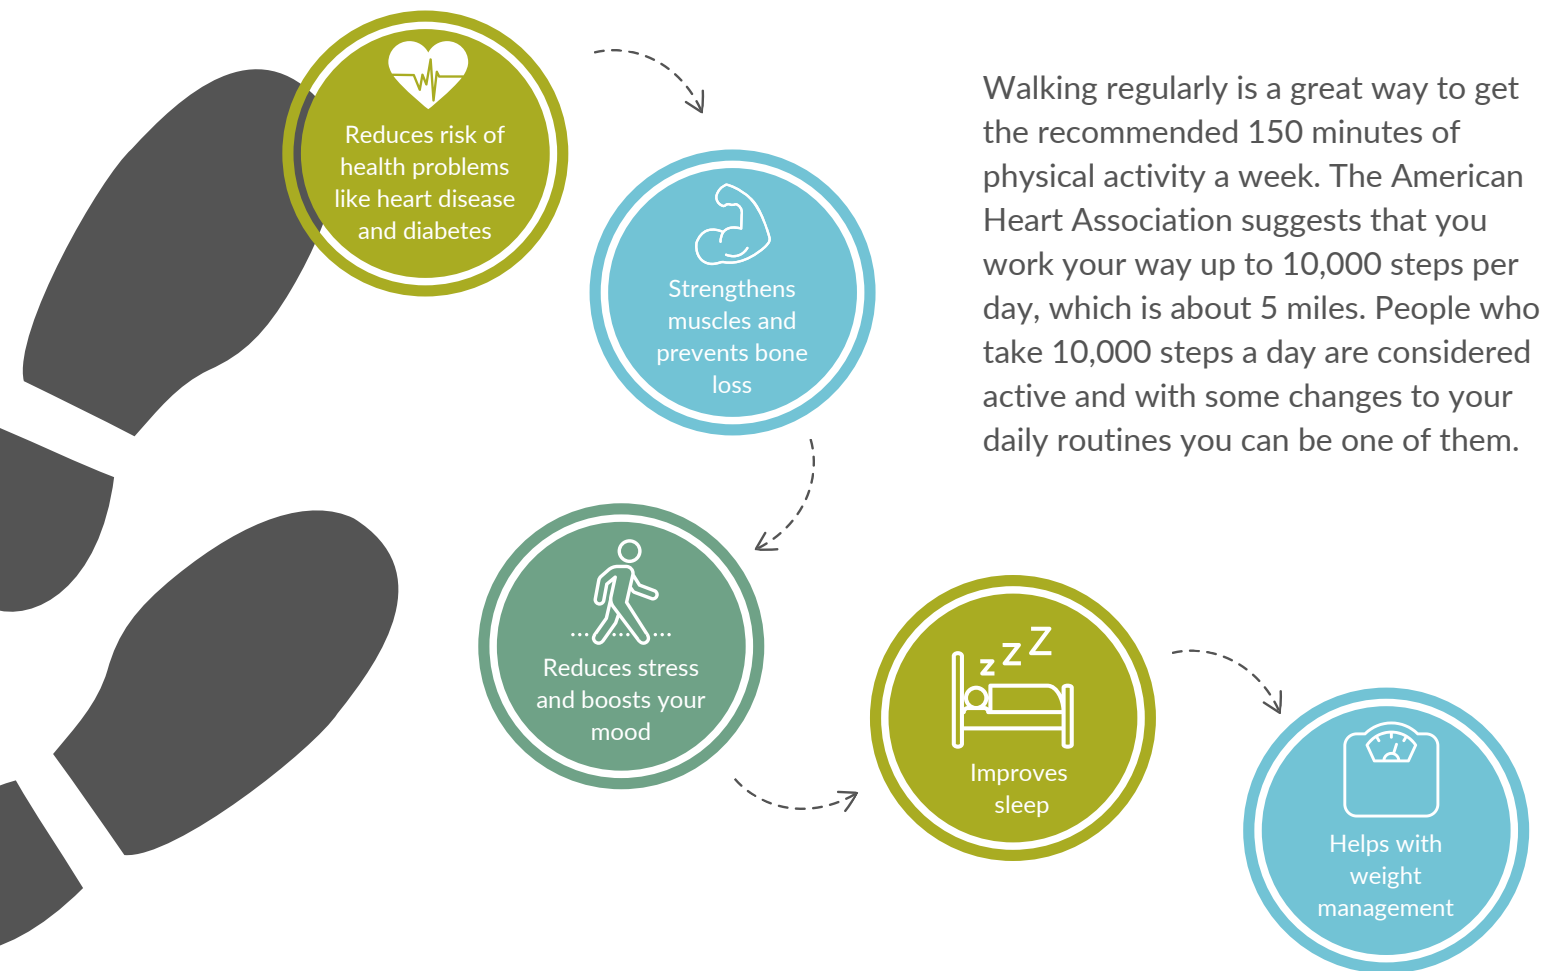 Reduces risk of
health problems
like heart disease
and diabetes
Strengthens
muscles and
prevents bone
loss
Reduces stress
and boosts your
mood
z z z
Improves
sleep
Helps with
weight
management
Walking regularly is a great way to get
the recommended 150 minutes of
physical activity a week. The American
Heart Association suggests that you
work your way up to 10,000 steps per
day, which is about 5 miles. People who
take 10,000 steps a day are considered
active and with some changes to your
daily routines you can be one of them.